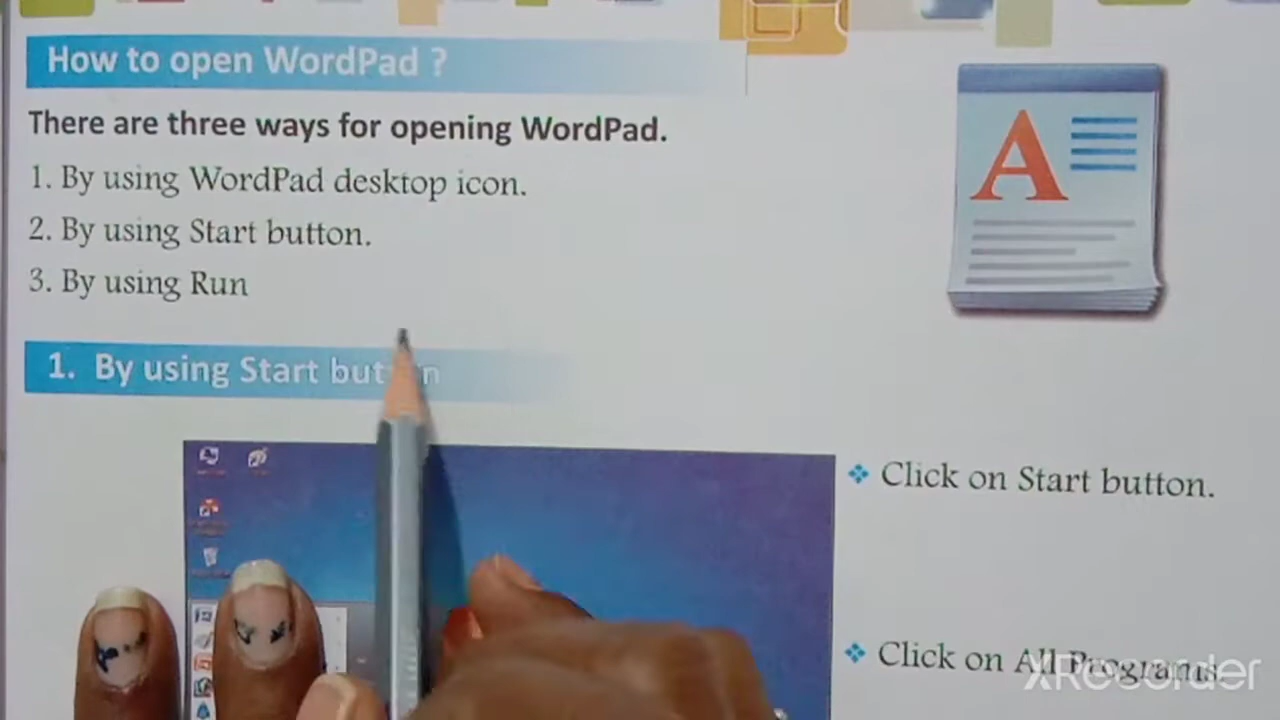 How to open WordPad ?
There are three ways for opening WordPad.
1. By using WordPad desktop icon.
2. By using Start button.
3. By using Run
1. By using Start button
A
Click on Start button.
Click on All Programs.
XRecorder